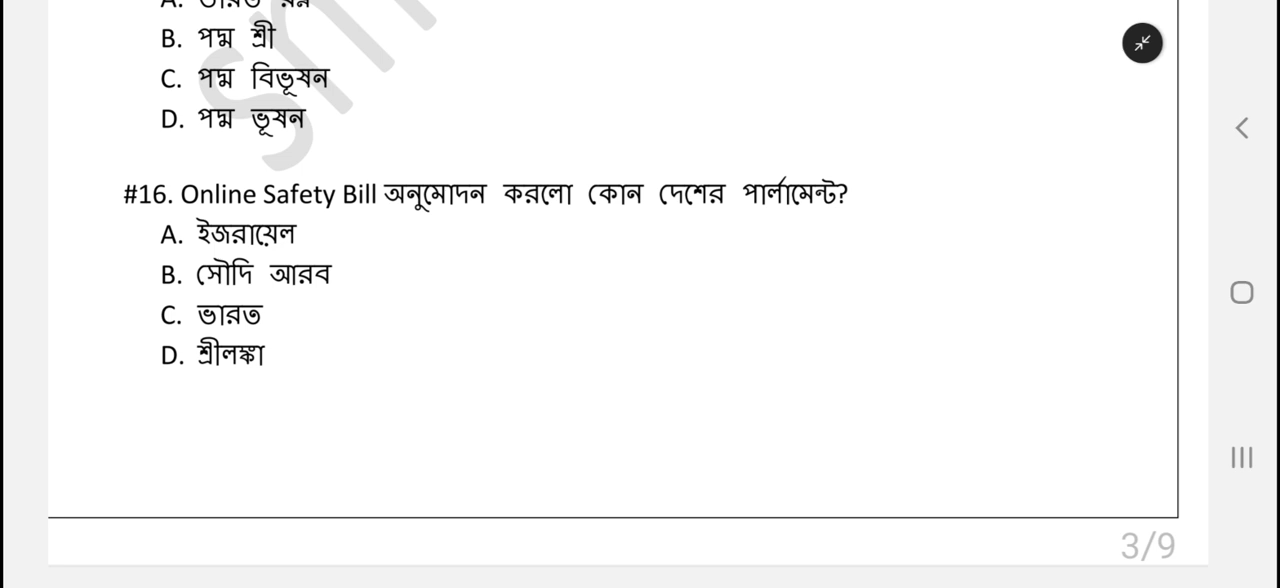 B. পদ্ম শ্রী
C. পদ্ম বিভূষন
D. পদ্ম ভূষন
#16. Online Safety Bill অনুমোদন করলো কোন দেশের পার্লামেন্ট?
A. ইজরায়েল
B. সৌদি আরব
C. ভারত
D. শ্রীলঙ্কা
3/9